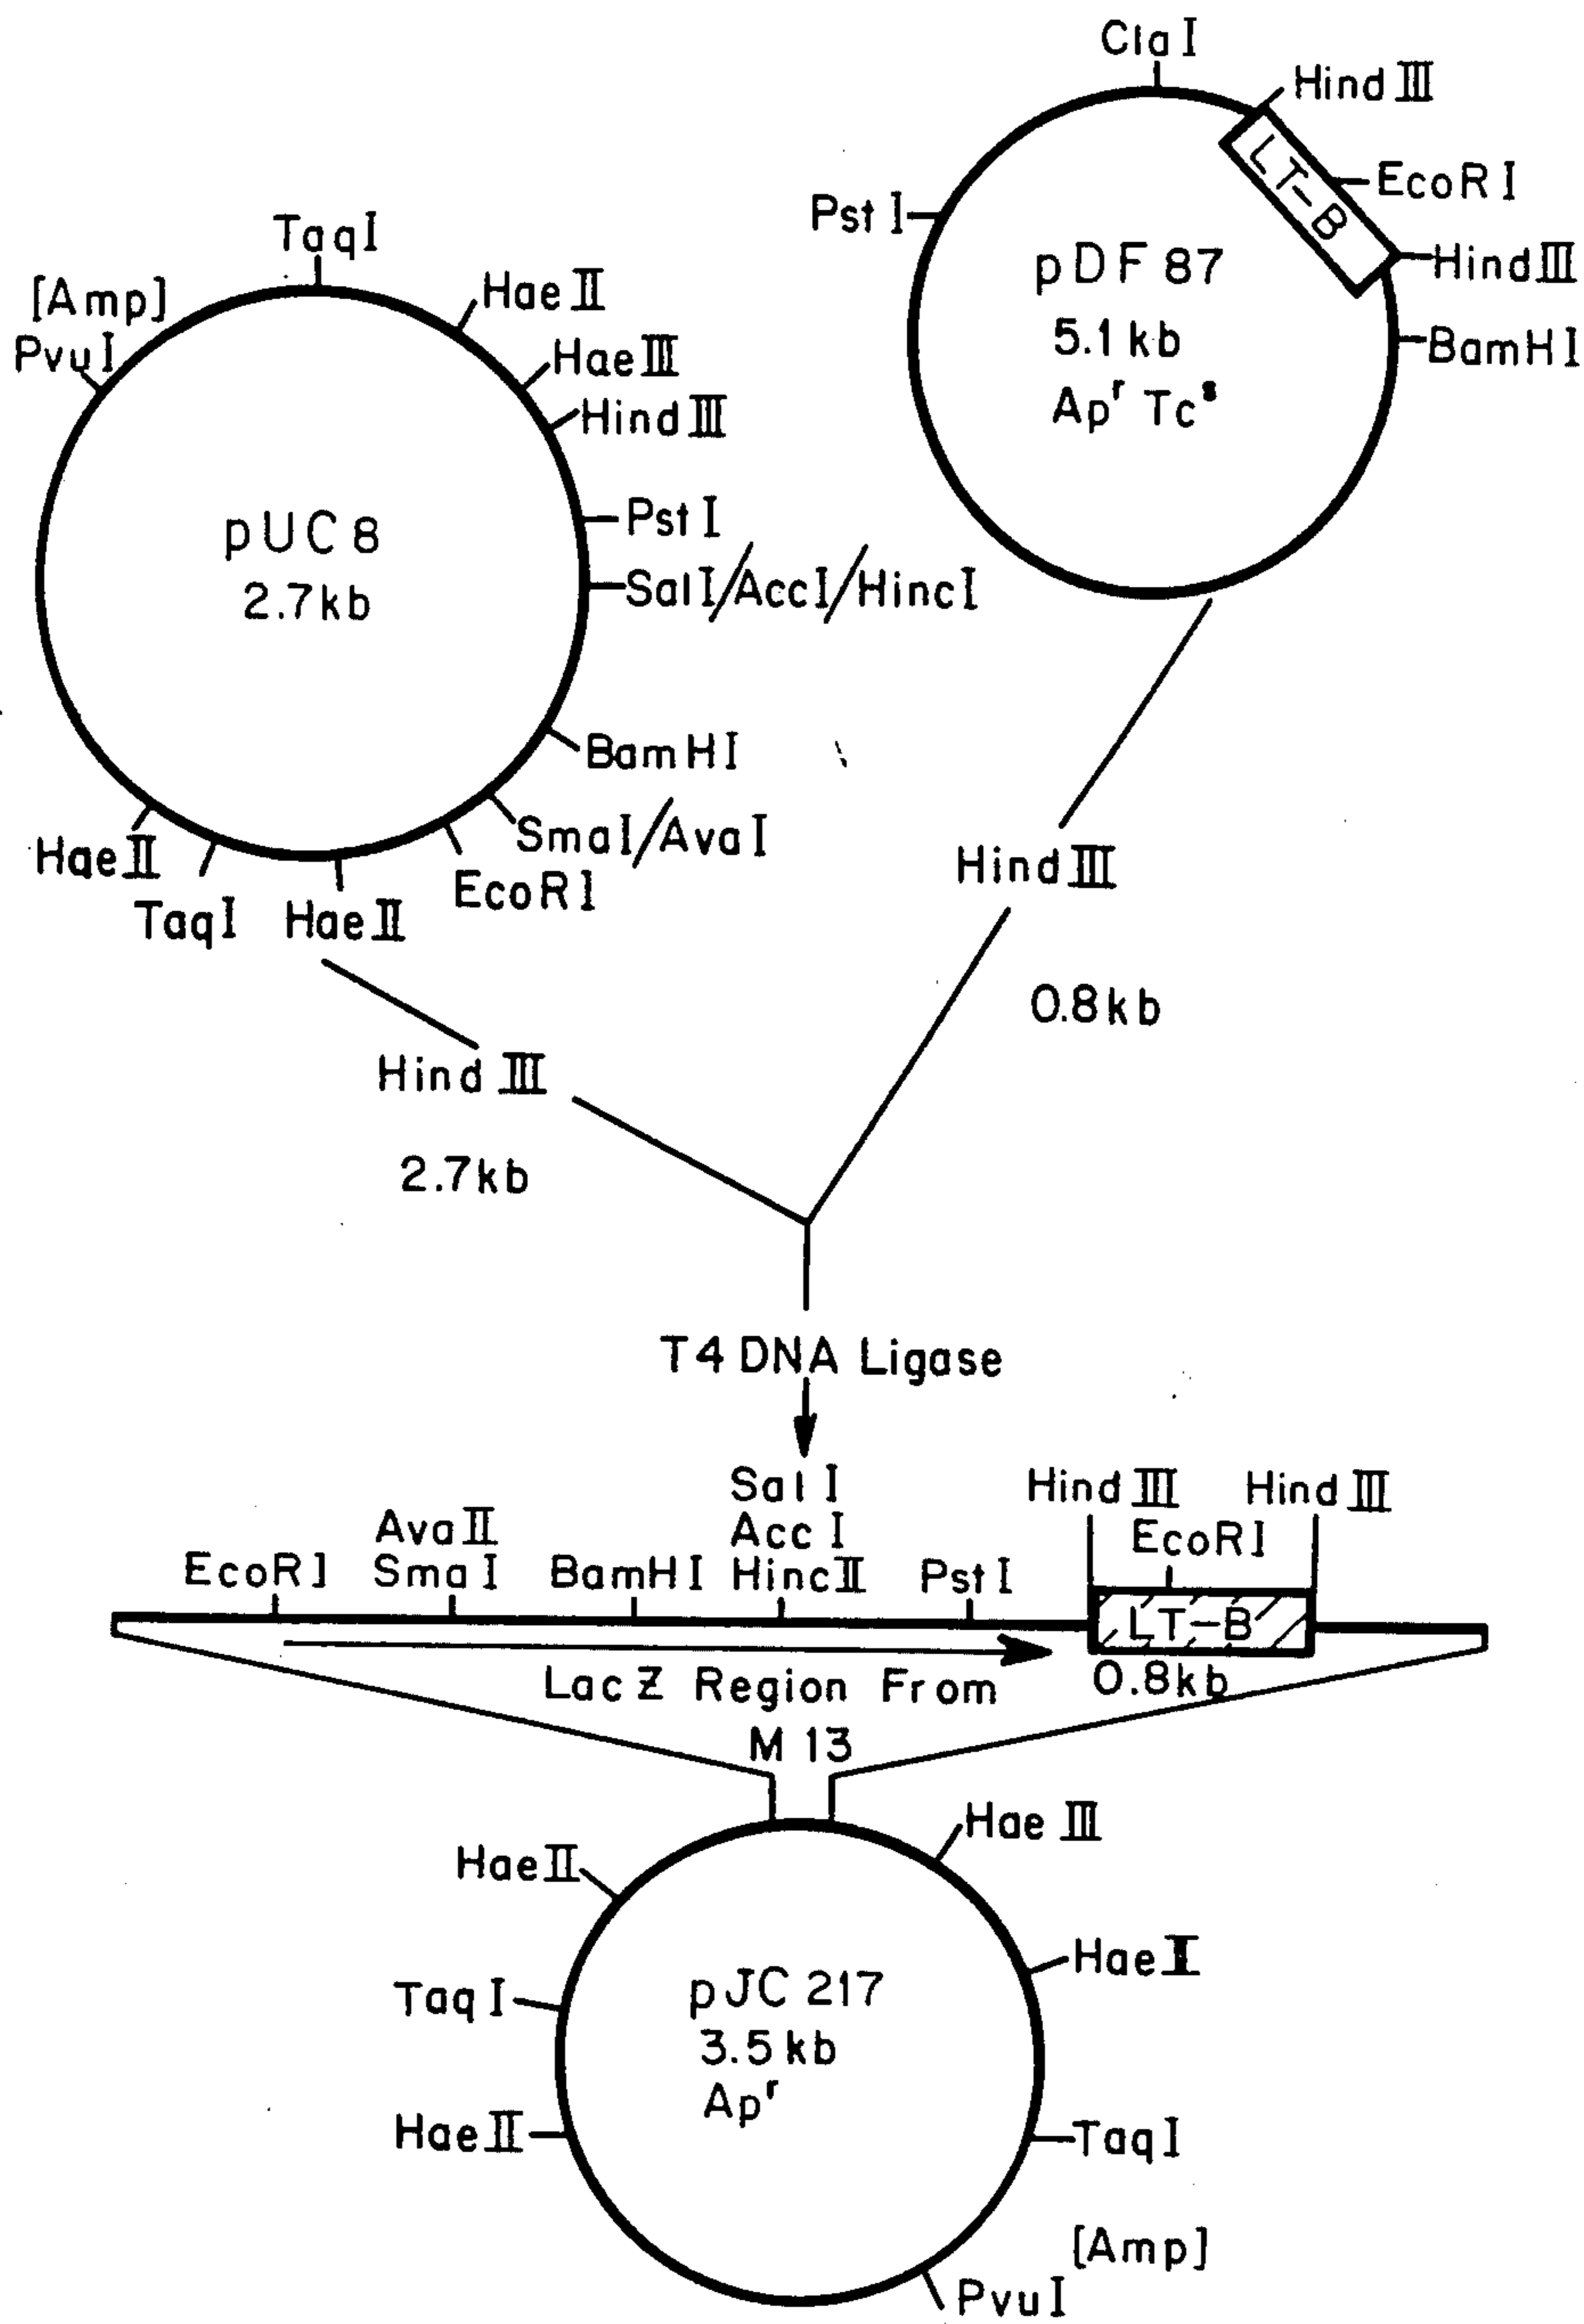 Cla I
Hind III
LT-B
EcoR I
Pst I
Hind III
pDF 87
5.1 kb
Apʳ Tcˢ
BamH I
Taq I
[Amp]
Pvu I
Hae II
Hae III
Hind III
pUC 8
2.7 kb
Pst I
Sal I/Acc I/Hinc I
BamH I
Sma I/Ava I
EcoR I
Hae II
Taq I
Hae II
Hind III
0.8 kb
Hind III
2.7 kb
T4 DNA Ligase
Sal I
Acc I
Hinc II
Hind III
Hind III
Ava II
Sma I
EcoR I
EcoR I
BamH I
Pst I
LT-B
0.8 kb
Lac Z Region From
M 13
Hae III
Hae II
Hae II
Taq I
pJC 217
3.5 kb
Apʳ
Hae II
Taq I
[Amp]
Pvu I